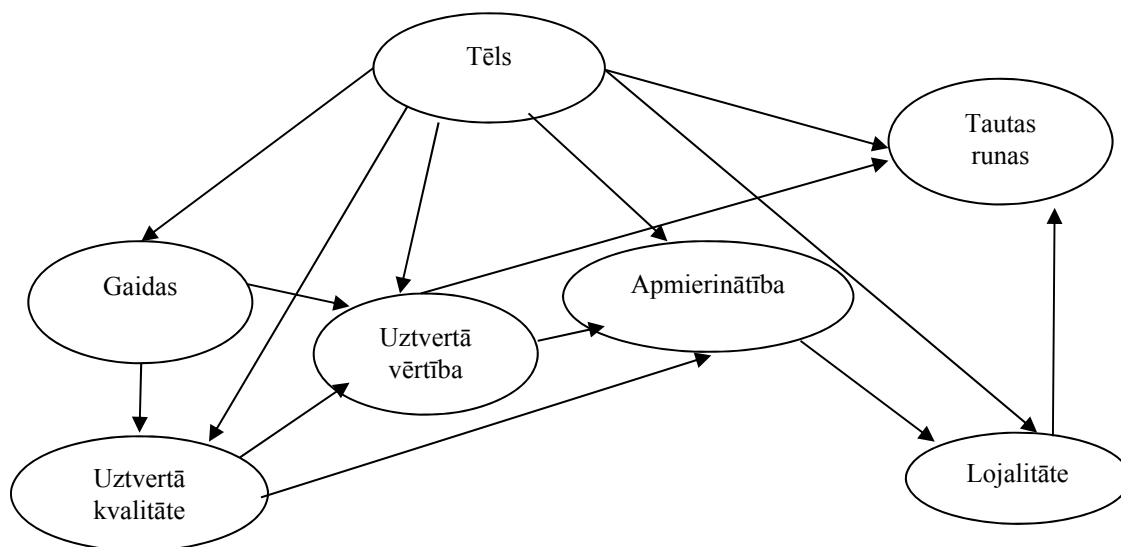 Tēls
Tautas
runas
Gaidas
Apmierinātība
Uztvertā
vērtība
Uztvertā
kvalitāte
Lojalitāte